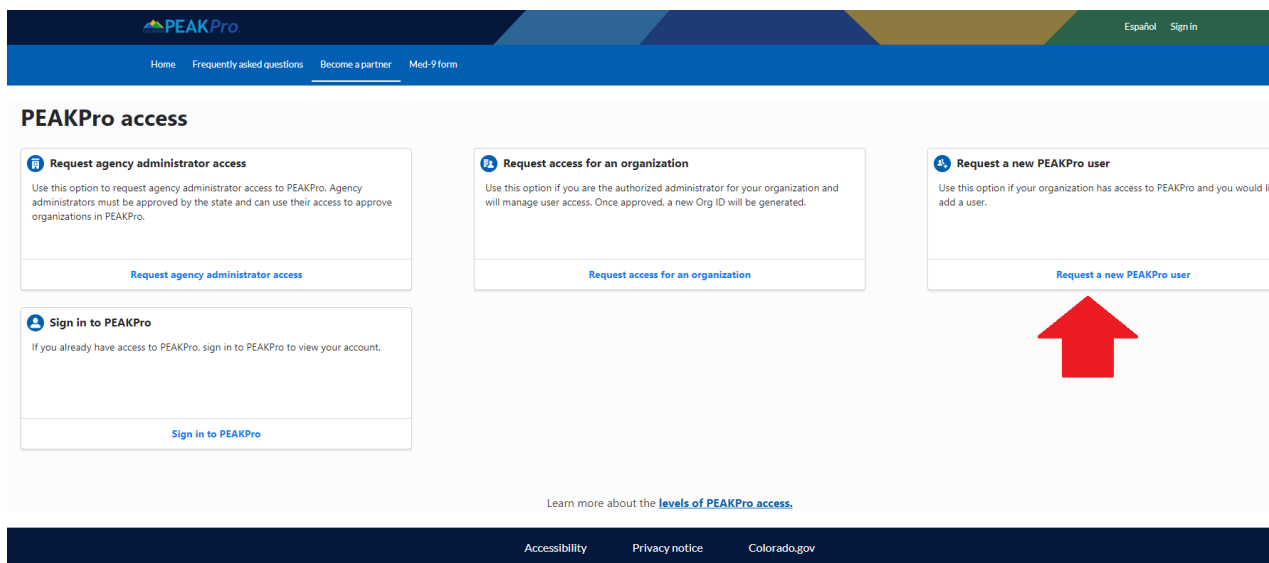 PEAKPro
Español Sign in
Home Frequently asked questions Become a partner Med-9 form
PEAKPro access
Request agency administrator access
Use this option to request agency administrator access to PEAKPro. Agency
administrators must be approved by the state and can use their access to approve
organizations in PEAKPro.
Request agency administrator access
Request access for an organization
Use this option if you are the authorized administrator for your organization and
will manage user access. Once approved, a new Org ID will be generated.
Request access for an organization
Request a new PEAKPro user
Use this option if your organization has access to PEAKPro and you would li
add a user.
Request a new PEAKPro user
Sign in to PEAKPro
If you already have access to PEAKPro, sign in to PEAKPro to view your account.
Sign in to PEAKPro
Learn more about the levels of PEAKPro access.
Accessibility Privacy notice Colorado.gov